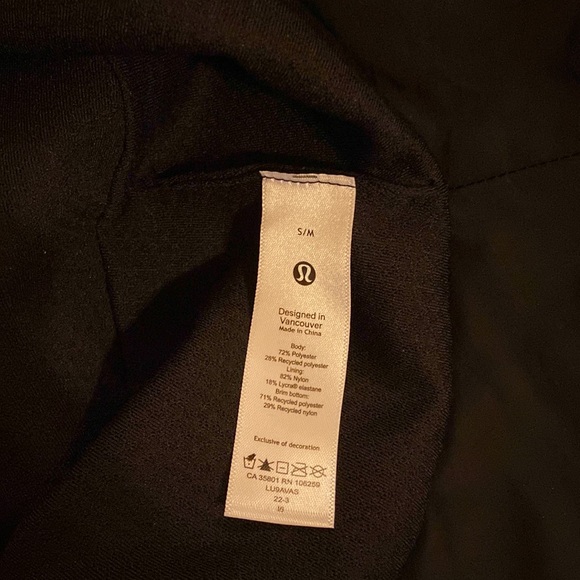 S/M
Designed in
Vancouver
Made in China
Body:
72% Polyester
28% Recycled polyester
Lining:
82% Nylon
18% Lycra® elastane
Brim bottom:
71% Recycled polyester
29% Recycled nylon
Exclusive of decoration
CA 35801 RN 106259
LU9AVAS
22-3